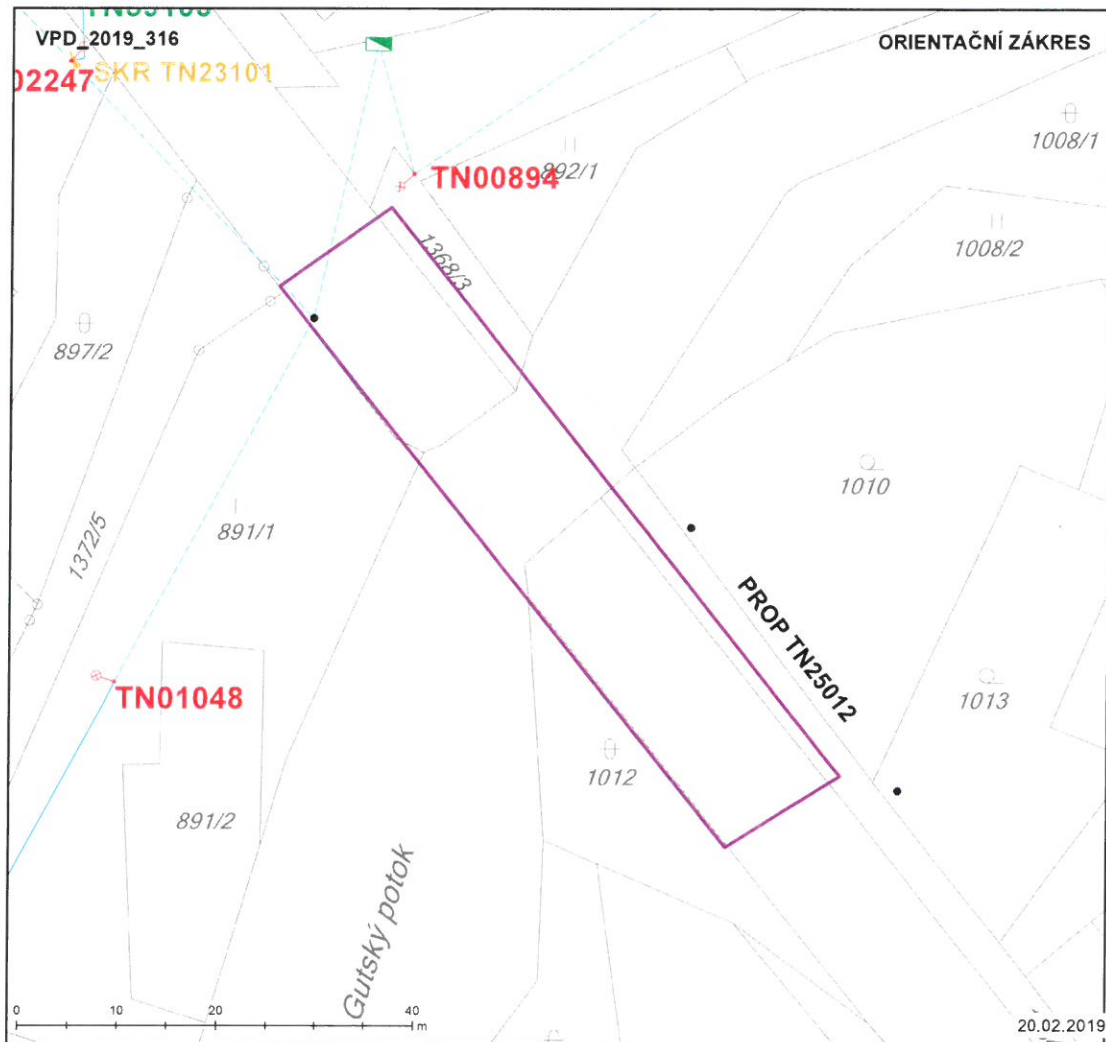 VPD_2019_316
ORIENTAČNÍ ZÁKRES
SKR TN23101
02247
TN00894
892/1
1008/1
1008/2
1368/3
897/2
1010
1372/5
891/1
PROP TN25012
TN01048
1013
1012
891/2
Gutský potok
0 10 20 40 m
20.02.2019